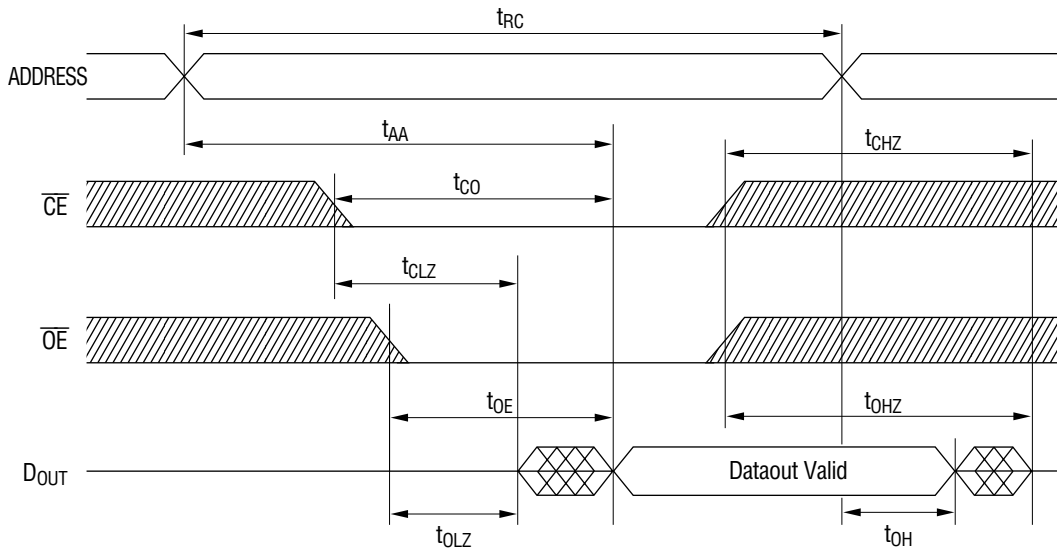 tRC
ADDRESS
tAA
tCHZ
CE
tCO
tCLZ
OE
tOE
tOHZ
DOUT
Dataout Valid
tOLZ
tOH